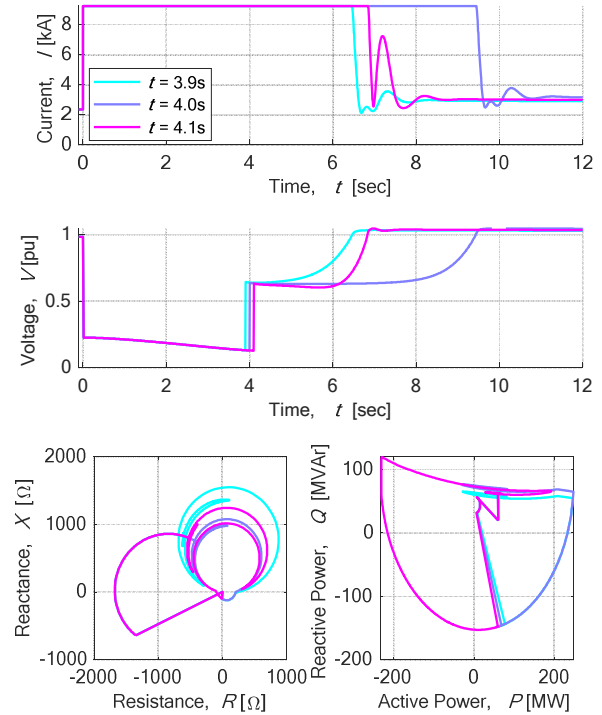 8
6
4
2
0
Current, I [kA]
t = 3.9s
t = 4.0s
t = 4.1s
0 2 4 6 8 10 12
Time, t [sec]
1
0.5
0
Voltage, V [pu]
0 2 4 6 8 10 12
Time, t [sec]
2000
1000
0
-1000
Reactance, X [Ω]
-2000 -1000 0 1000
Resistance, R [Ω]
100
0
-100
-200
Reactive Power, Q [MVAr]
-200 0 200
Active Power, P [MW]